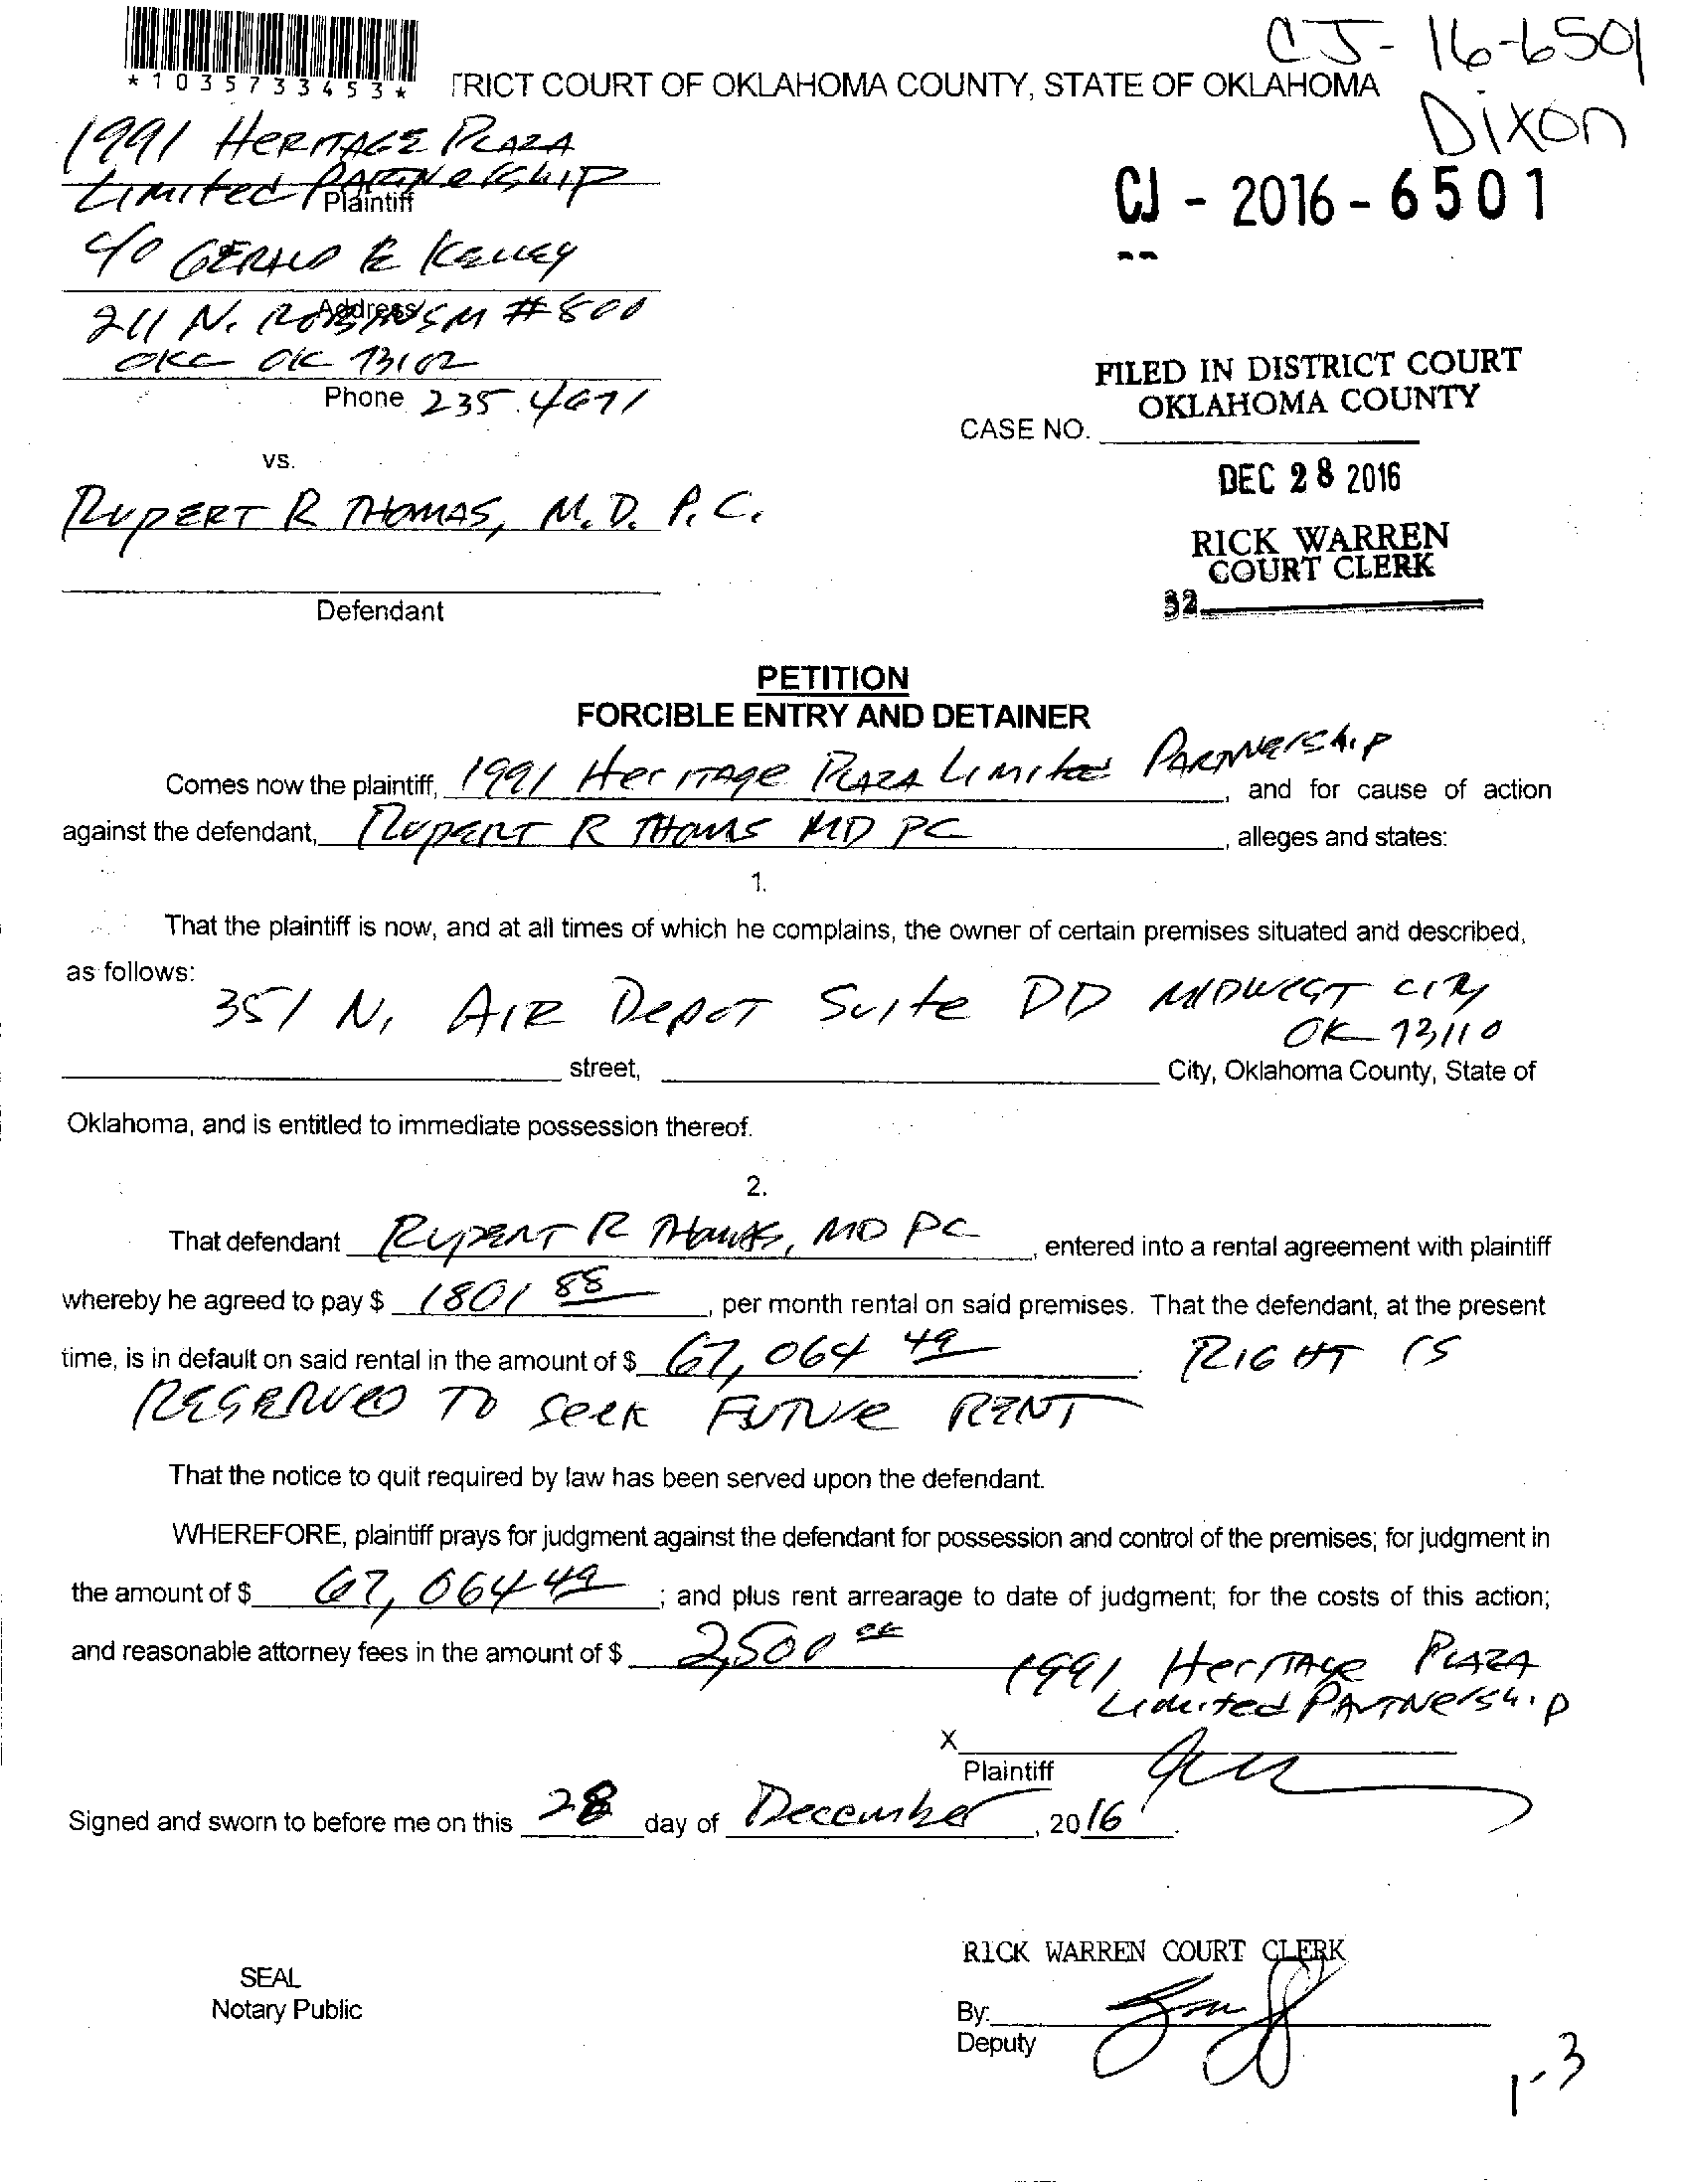 CJ-16-6501
*1035733453*
TRICT COURT OF OKLAHOMA COUNTY, STATE OF OKLAHOMA
Dixon
1991 HERITAGE PLAZA
LIMITED PARTNERSHIP
Plaintiff
CJ - 2016 - 6501
c/o GERALD R KELLEY
Address
211 N. ROBINSON #800
OKC OK 73102
Phone 235.4671
FILED IN DISTRICT COURT
OKLAHOMA COUNTY
CASE NO.
vs.
DEC 28 2016
RUPERT R THOMAS, M.D. P.C.
RICK WARREN
COURT CLERK
32
Defendant
PETITION
FORCIBLE ENTRY AND DETAINER
Comes now the plaintiff, 1991 HERITAGE PLAZA LIMITED PARTNERSHIP, and for cause of action
against the defendant, RUPERT R THOMAS MD PC, alleges and states:
1.
That the plaintiff is now, and at all times of which he complains, the owner of certain premises situated and described,
as follows:
351 N. AIR DEPOT SUITE DD MIDWEST CITY
OK 73110
street, City, Oklahoma County, State of
Oklahoma, and is entitled to immediate possession thereof.
2.
That defendant RUPERT R THOMAS, MD PC, entered into a rental agreement with plaintiff
whereby he agreed to pay $ 1801 88, per month rental on said premises. That the defendant, at the present
time, is in default on said rental in the amount of $ 67,064 49. RIGHT IS
RESERVED TO SEEK FUTURE RENT
That the notice to quit required by law has been served upon the defendant.
WHEREFORE, plaintiff prays for judgment against the defendant for possession and control of the premises; for judgment in
the amount of $ 67,064 49; and plus rent arrearage to date of judgment; for the costs of this action;
and reasonable attorney fees in the amount of $ 2,500
1991 HERITAGE PLAZA
LIMITED PARTNERSHIP
X
Plaintiff
Signed and sworn to before me on this 28 day of December, 2016.
RICK WARREN COURT CLERK
SEAL
Notary Public
By:
Deputy
1-3